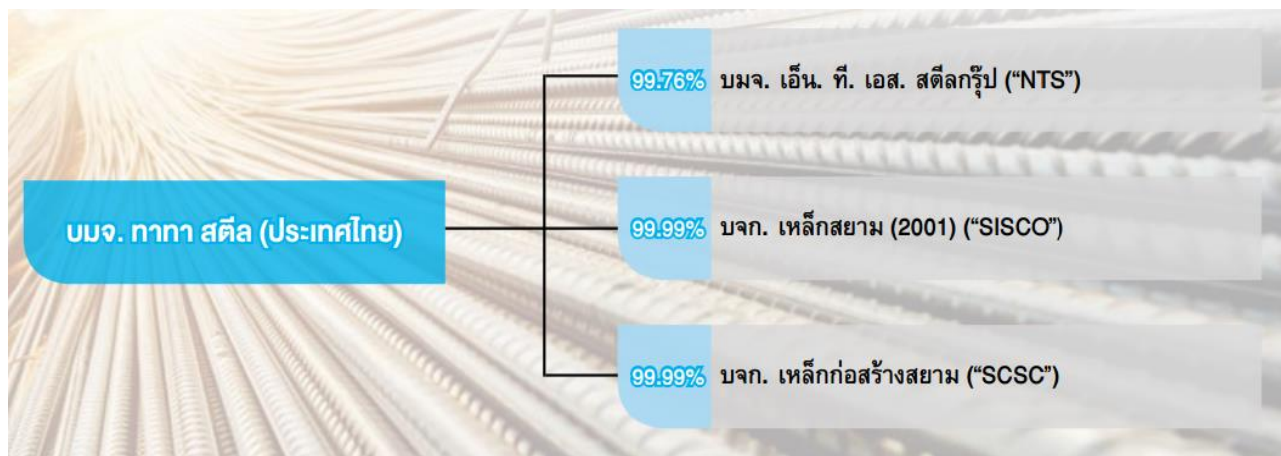 99.76% บมจ. เอ็น. ที. เอส. สตีลกรุ๊ป (“NTS”)
บมจ. ทาทา สตีล (ประเทศไทย)
99.99% บจก. เหล็กสยาม (2001) (“SISCO”)
99.99% บจก. เหล็กก่อสร้างสยาม (“SCSC”)